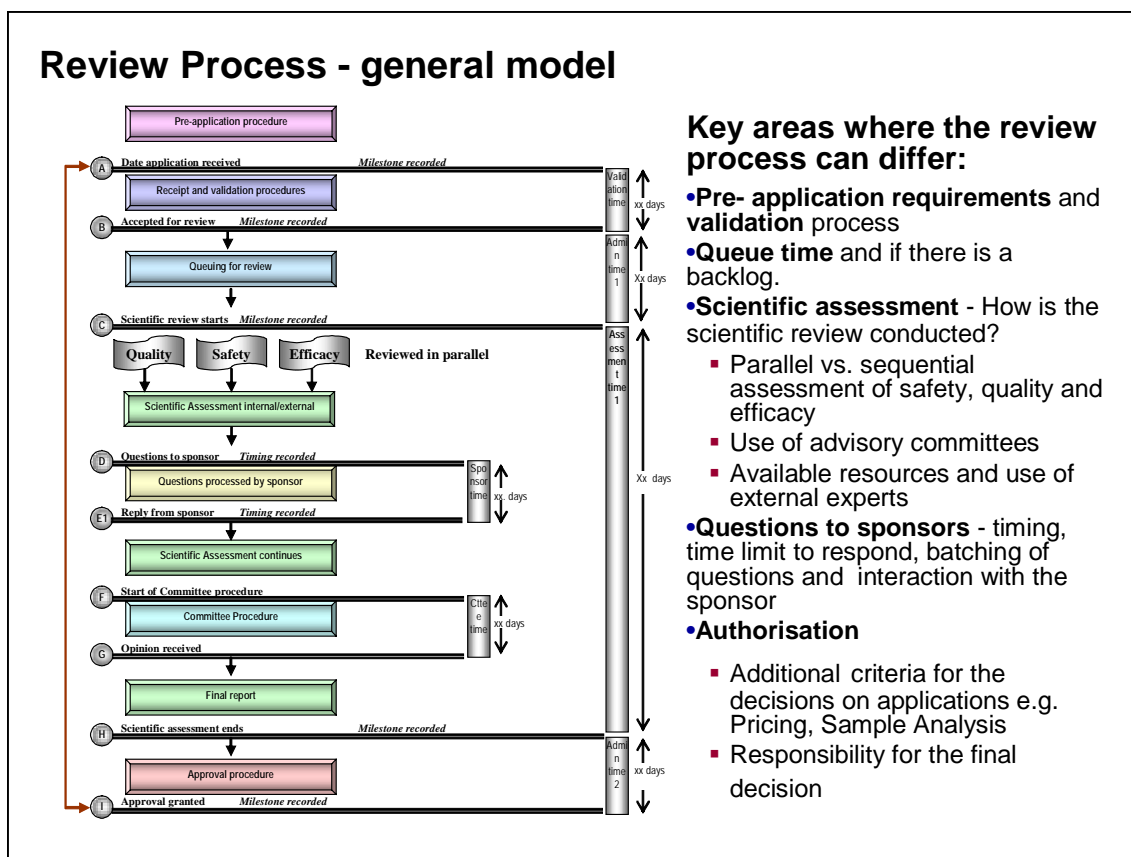 Review Process - general model
Pre-application procedure
A Date application received Milestone recorded
Receipt and validation procedures
Valid
ation
time
xx days
B Accepted for review Milestone recorded
Queuing for review
Admi
n
time
1
Xx days
C Scientific review starts Milestone recorded
Quality Safety Efficacy Reviewed in parallel
Scientific Assessment internal/external
Ass
ess
men
t
time
1
Xx days
D Questions to sponsor Timing recorded
Questions processed by sponsor
Spo
nsor
time
xx. days
E1 Reply from sponsor Timing recorded
Scientific Assessment continues
F Start of Committee procedure
Committee Procedure
Ctte
e
time
xx days
G Opinion received
Final report
H Scientific assessment ends Milestone recorded
Approval procedure
Admi
n
time
2
xx days
I Approval granted Milestone recorded
Key areas where the review
process can differ:
•Pre- application requirements and
validation process
•Queue time and if there is a
backlog.
•Scientific assessment - How is the
scientific review conducted?
▪ Parallel vs. sequential
assessment of safety, quality and
efficacy
▪ Use of advisory committees
▪ Available resources and use of
external experts
•Questions to sponsors - timing,
time limit to respond, batching of
questions and interaction with the
sponsor
•Authorisation
▪ Additional criteria for the
decisions on applications e.g.
Pricing, Sample Analysis
▪ Responsibility for the final
decision